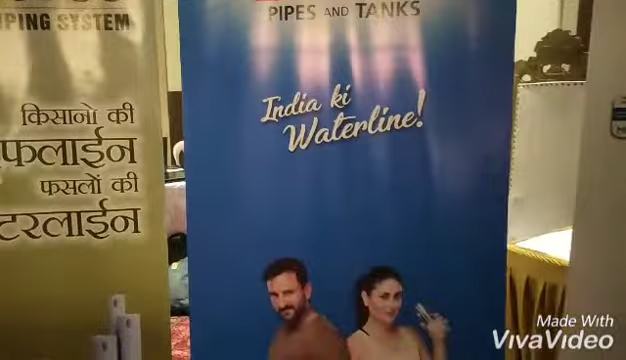 PIPING SYSTEM
किसानो की
फलाईन
फसलों की
टरलाईन
PIPES AND TANKS
India ki
Waterline!
MADE WITH
VIVAVIDEO